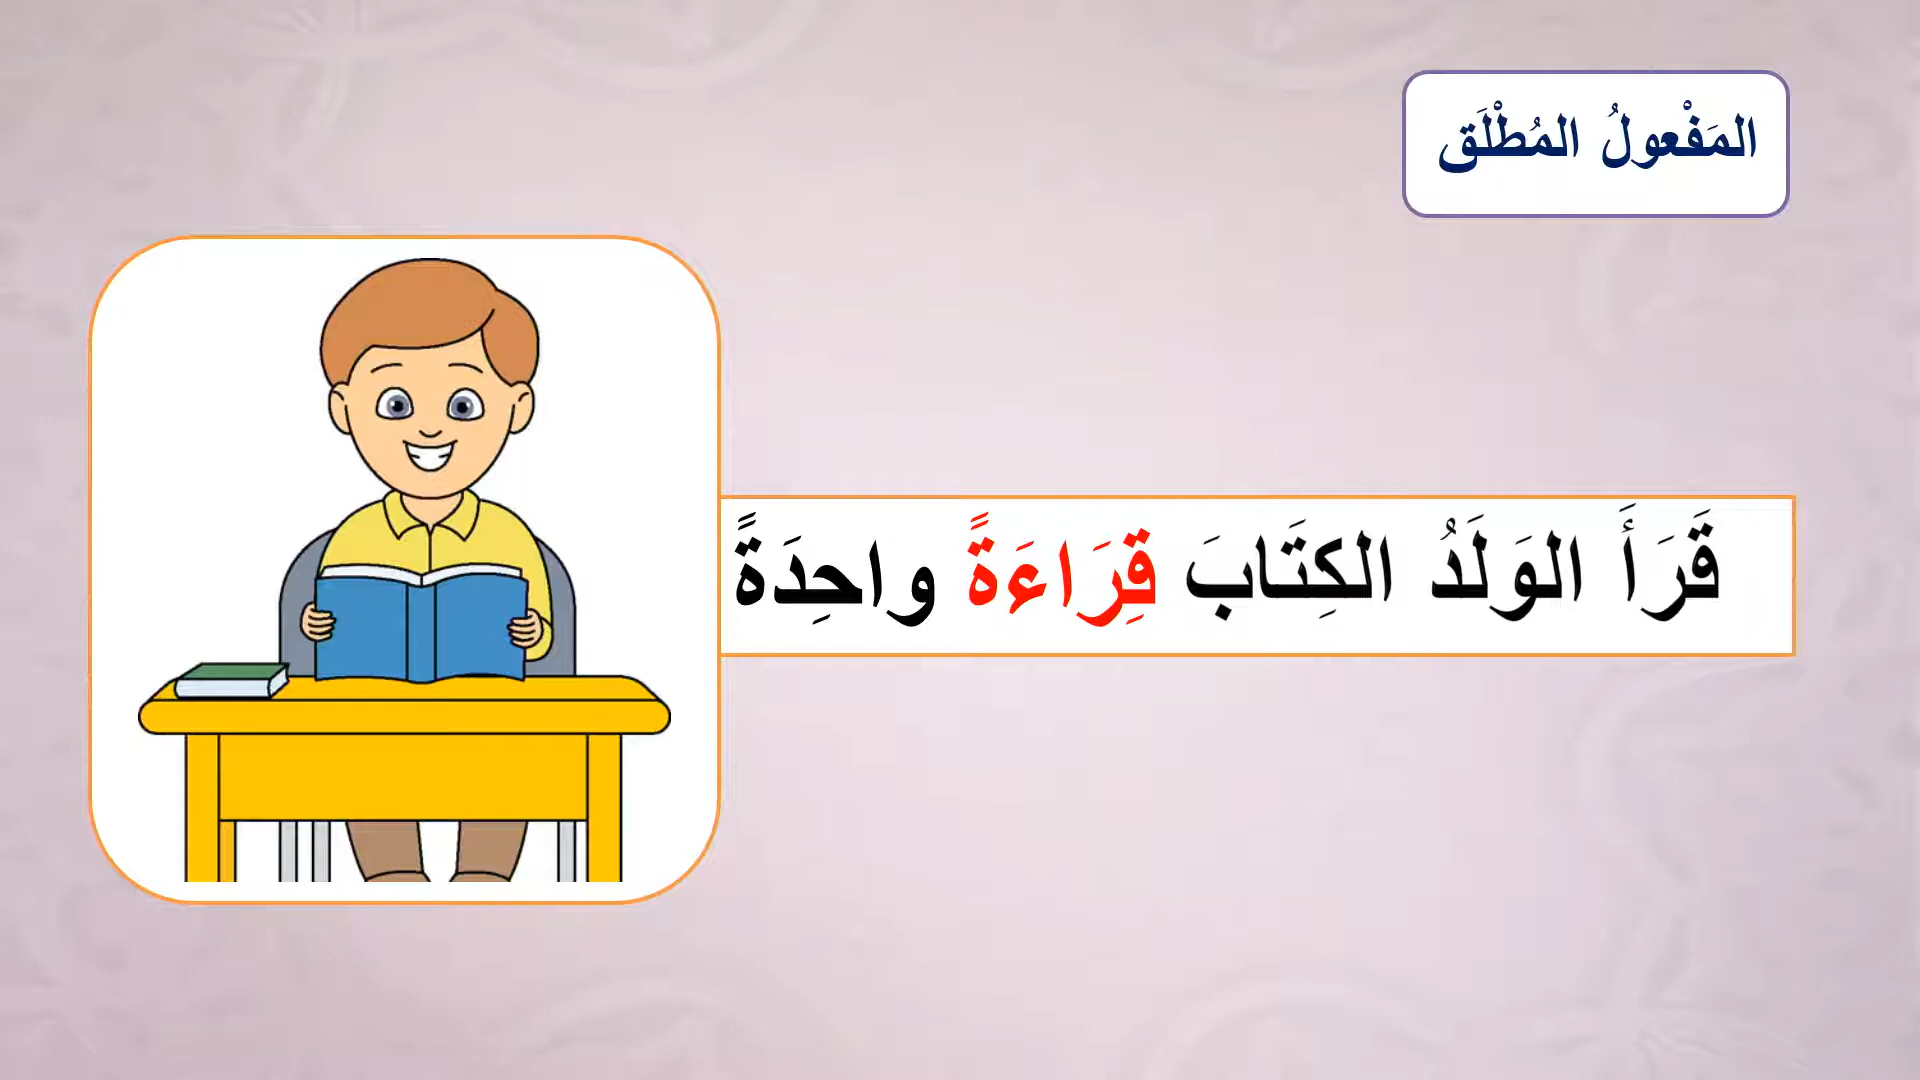 المَفْعولُ المُطْلَق
قَرَأَ الوَلَدُ الكِتَابَ قِرَاءَةً واحِدَةً